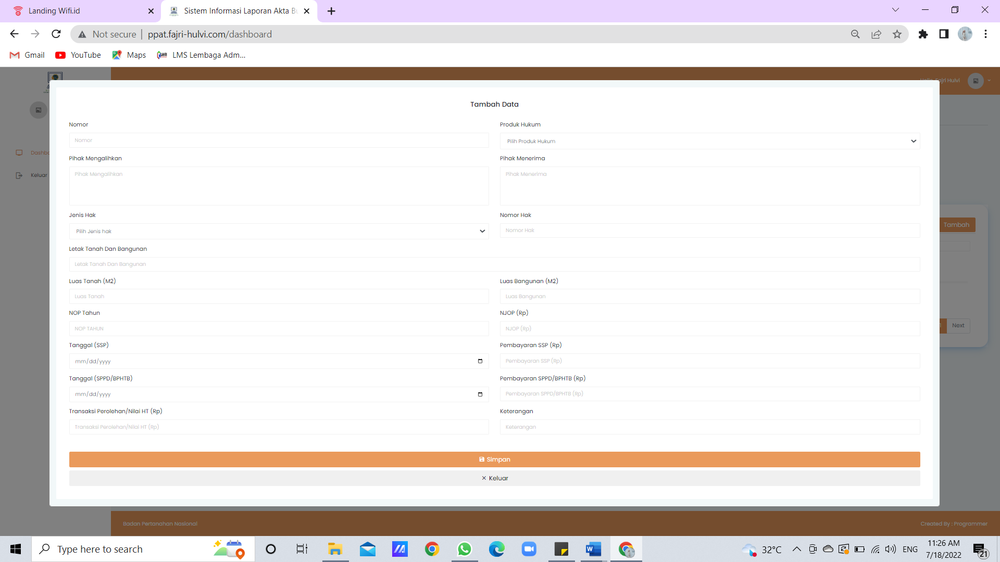 Landing Wifi.id
Sistem Informasi Laporan Akta
Not secure
ppat.fajri-hulvi.com/dashboard
Gmail
YouTube
Maps
LMS Lembaga Adm...
Fajri Hulvi
Keluar
Tambah
Next
Tambah Data
Nomor
Nomor
Produk Hukum
Pilih Produk Hukum
Pihak Mengalihkan
Pihak Mengalihkan
Pihak Menerima
Pihak Menerima
Jenis Hak
Pilih Jenis hak
Nomor Hak
Nomor Hak
Letak Tanah Dan Bangunan
Letak Tanah Dan Bangunan
Luas Tanah (M2)
Luas Tanah
Luas Bangunan (M2)
Luas Bangunan
NOP Tahun
NOP TAHUN
NJOP (Rp)
NJOP (Rp)
Tanggal (SSP)
mm/dd/yyyy
Pembayaran SSP (Rp)
Pembayaran SSP (Rp)
Tanggal (SPPD/BPHTB)
mm/dd/yyyy
Pembayaran SPPD/BPHTB (Rp)
Pembayaran SPPD/BPHTB (Rp)
Transaksi Perolehan/Nilai HT (Rp)
Transaksi Perolehan/Nilai HT (Rp)
Keterangan
Keterangan
Simpan
× Keluar
Badan Pertanahan Nasional
Created By : Programmer
Type here to search
32°C
ENG
11:26 AM
7/18/2022
21